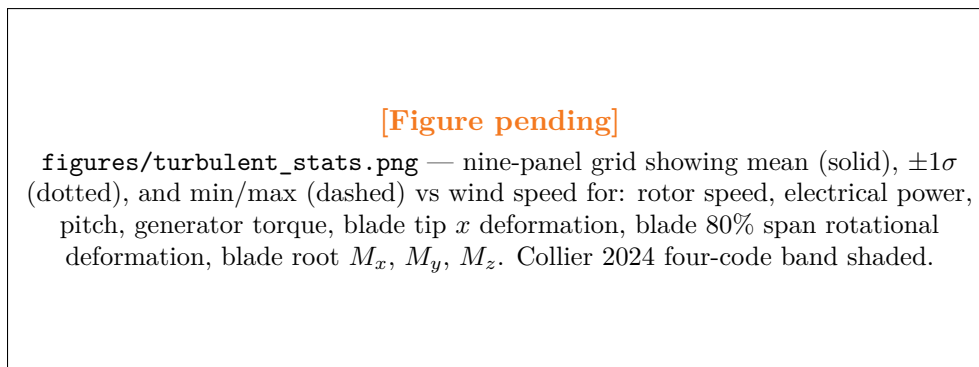 [Figure pending]
figures/turbulent_stats.png — nine-panel grid showing mean (solid), ±1σ
(dotted), and min/max (dashed) vs wind speed for: rotor speed, electrical power,
pitch, generator torque, blade tip x deformation, blade 80% span rotational
deformation, blade root Mₓ, M_y, M_z. Collier 2024 four-code band shaded.